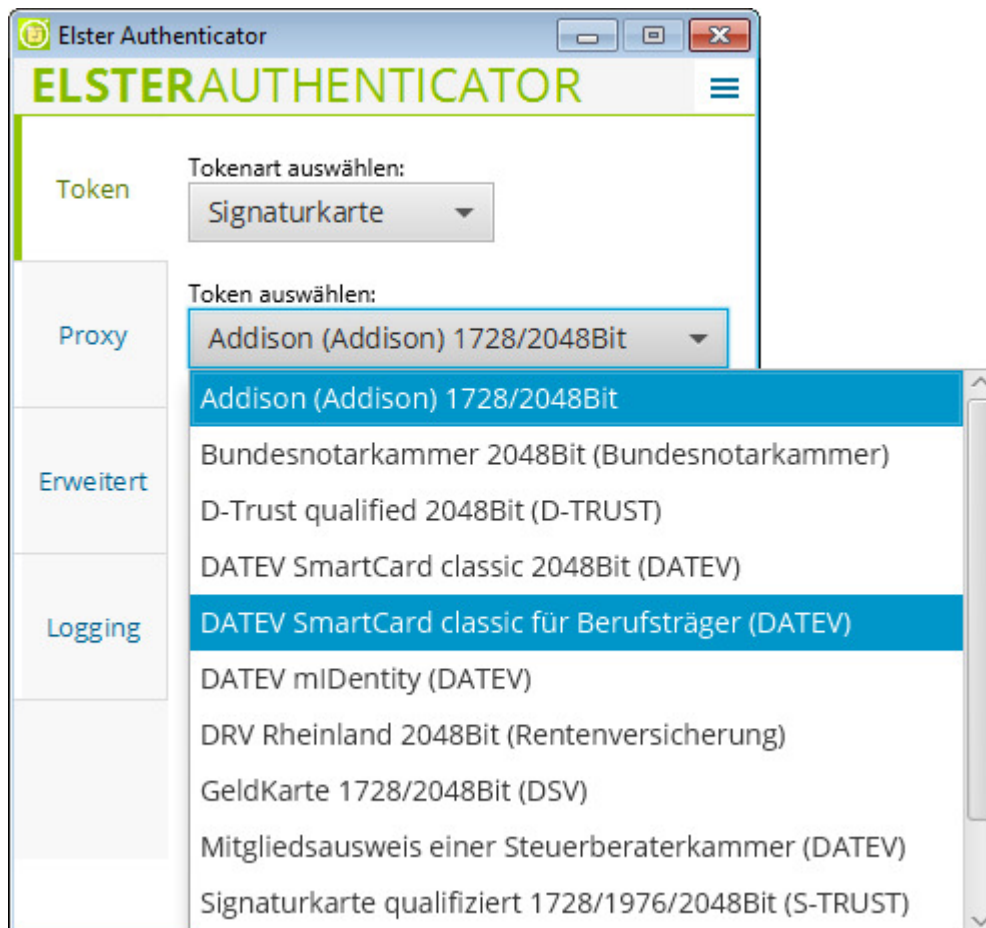 Elster Authenticator
ELSTERAUTHENTICATOR
Token
Tokenart auswählen:
Signaturkarte
Proxy
Token auswählen:
Addison (Addison) 1728/2048Bit
Addison (Addison) 1728/2048Bit
Bundesnotarkammer 2048Bit (Bundesnotarkammer)
Erweitert
D-Trust qualified 2048Bit (D-TRUST)
DATEV SmartCard classic 2048Bit (DATEV)
Logging
DATEV SmartCard classic für Berufsträger (DATEV)
DATEV mIDentity (DATEV)
DRV Rheinland 2048Bit (Rentenversicherung)
GeldKarte 1728/2048Bit (DSV)
Mitgliedsausweis einer Steuerberaterkammer (DATEV)
Signaturkarte qualifiziert 1728/1976/2048Bit (S-TRUST)